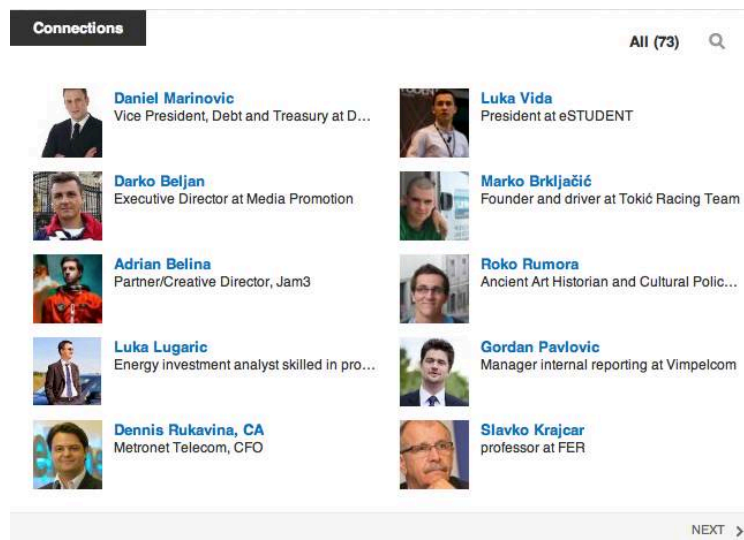 Connections
All (73)
Daniel Marinovic
Vice President, Debt and Treasury at D...
Luka Vida
President at eSTUDENT
Darko Beljan
Executive Director at Media Promotion
Marko Brkljačić
Founder and driver at Tokić Racing Team
Adrian Belina
Partner/Creative Director, Jam3
Roko Rumora
Ancient Art Historian and Cultural Polic...
Luka Lugaric
Energy investment analyst skilled in pro...
Gordan Pavlovic
Manager internal reporting at Vimpelcom
Dennis Rukavina, CA
Metronet Telecom, CFO
Slavko Krajcar
professor at FER
NEXT